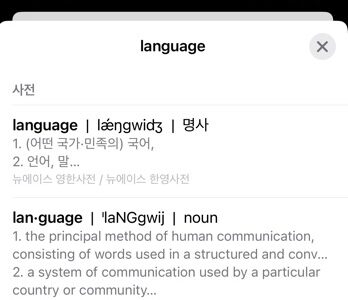 language
사전
language | lǽŋgwidʒ | 명사
1. (어떤 국가·민족의) 국어,
2. 언어, 말...
뉴에이스 영한사전 / 뉴에이스 한영사전
lan·guage | ˈlaNGgwij | noun
1. the principal method of human communication,
consisting of words used in a structured and conv...
2. a system of communication used by a particular
country or community...